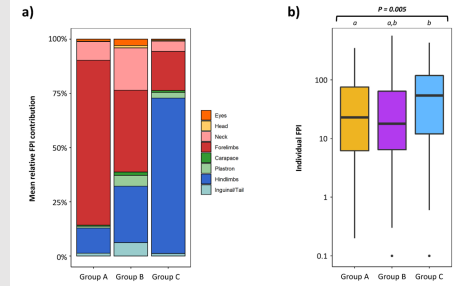 a)
Mean relative FPI contribution
100%
75%
50%
25%
0%
Group A Group B Group C
Eyes
Head
Neck
Forelimbs
Carapace
Plastron
Hindlimbs
Inguinal/Tail
b)
P = 0.005
a a,b b
Individual FPI
100
10
1
0.1
Group A Group B Group C